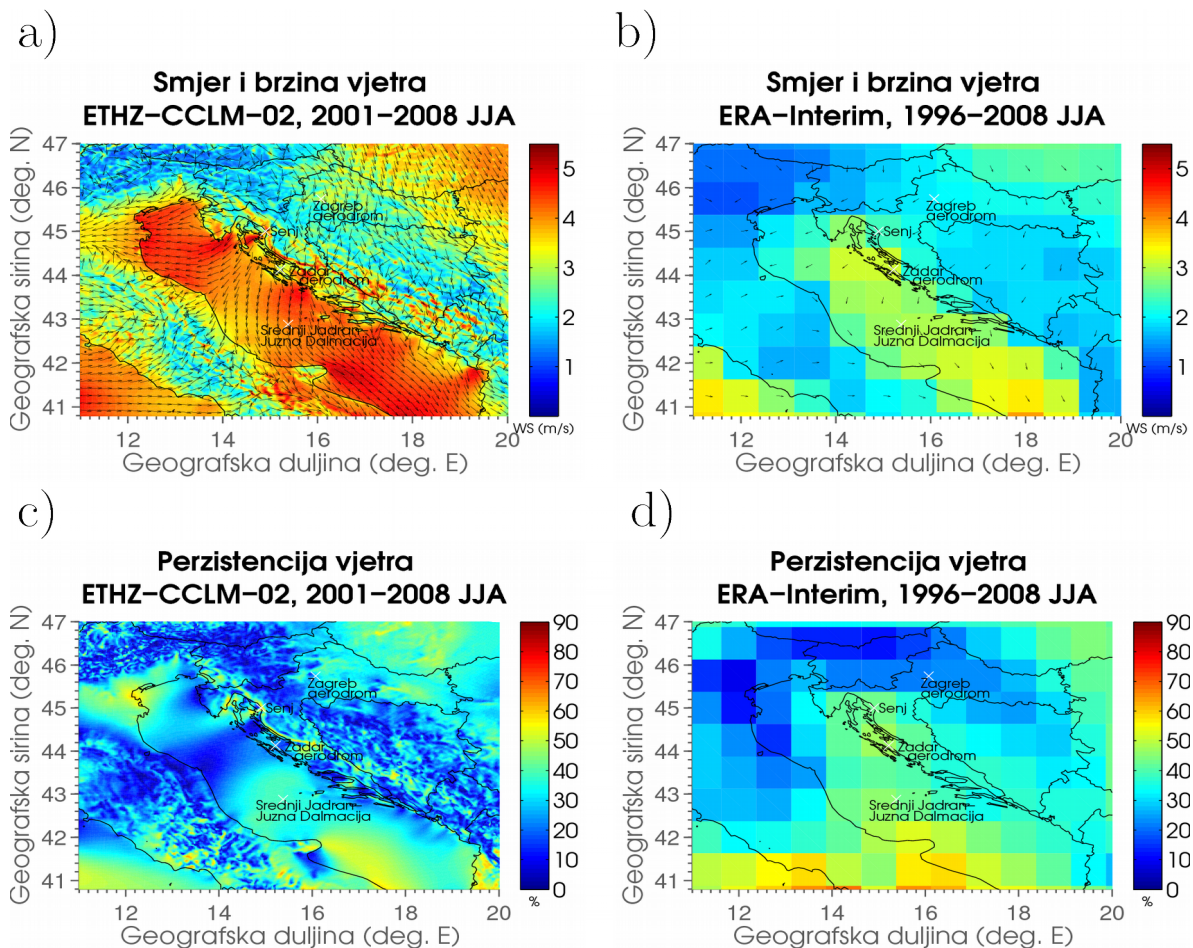 a)
Smjer i brzina vjetra
ETHZ-CCLM-02, 2001-2008 JJA
Geografska sirina (deg. N)
47
46
45
44
43
42
41
Zagreb
aerodrom
Senj
Zadar
aerodrom
Srednji Jadran-
Juzna Dalmacija
12
14
16
18
20
Geografska duljina (deg. E)
5
4
3
2
1
WS (m/s)
b)
Smjer i brzina vjetra
ERA-Interim, 1996-2008 JJA
Geografska sirina (deg. N)
47
46
45
44
43
42
41
Zagreb
aerodrom
Senj
Zadar
aerodrom
Srednji Jadran-
Juzna Dalmacija
12
14
16
18
20
Geografska duljina (deg. E)
5
4
3
2
1
WS (m/s)
c)
Perzistencija vjetra
ETHZ-CCLM-02, 2001-2008 JJA
Geografska sirina (deg. N)
47
46
45
44
43
42
41
Zagreb
aerodrom
Senj
Zadar
aerodrom
Srednji Jadran-
Juzna Dalmacija
12
14
16
18
20
Geografska duljina (deg. E)
90
80
70
60
50
40
30
20
10
0
%
d)
Perzistencija vjetra
ERA-Interim, 1996-2008 JJA
Geografska sirina (deg. N)
47
46
45
44
43
42
41
Zagreb
aerodrom
Senj
Zadar
aerodrom
Srednji Jadran-
Juzna Dalmacija
12
14
16
18
20
Geografska duljina (deg. E)
90
80
70
60
50
40
30
20
10
0
%